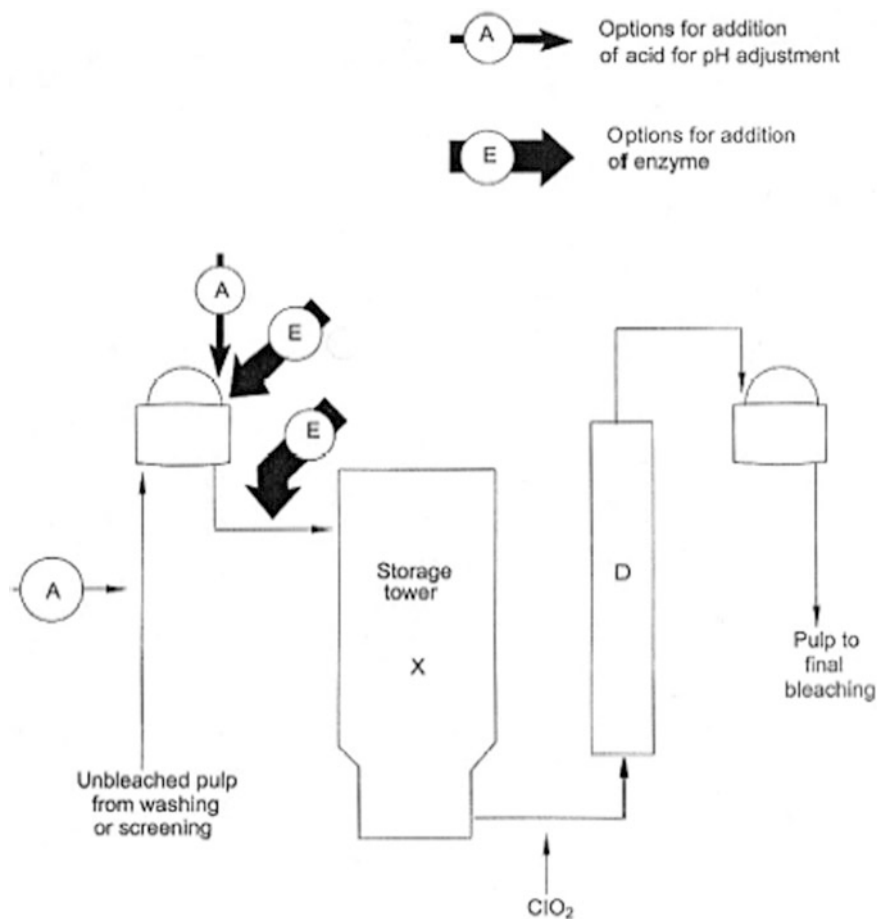 A
Options for addition
of acid for pH adjustment
E
Options for addition
of enzyme
A
E
E
A
Storage
tower
X
D
Pulp to
final
bleaching
Unbleached pulp
from washing
or screening
ClO₂